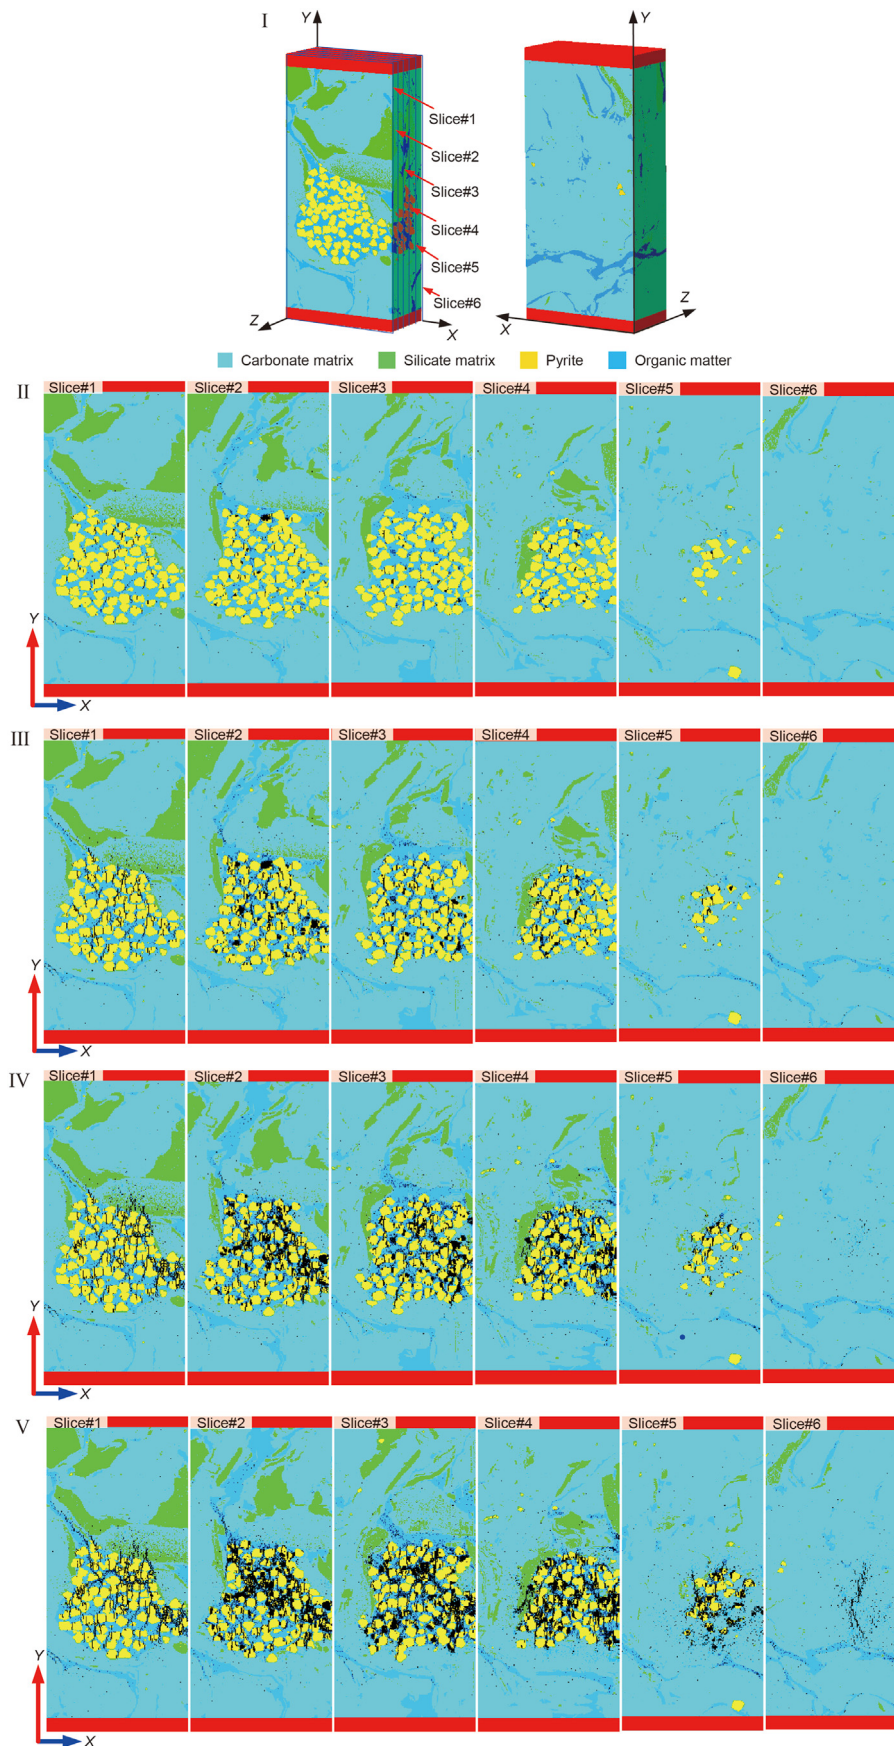 I
Y
Y
Slice#1
Slice#2
Slice#3
Slice#4
Slice#5
Slice#6
Z
X
X
Z
Carbonate matrix
Silicate matrix
Pyrite
Organic matter
II
Slice#1
Slice#2
Slice#3
Slice#4
Slice#5
Slice#6
Y
X
III
Slice#1
Slice#2
Slice#3
Slice#4
Slice#5
Slice#6
Y
X
IV
Slice#1
Slice#2
Slice#3
Slice#4
Slice#5
Slice#6
Y
X
V
Slice#1
Slice#2
Slice#3
Slice#4
Slice#5
Slice#6
Y
X